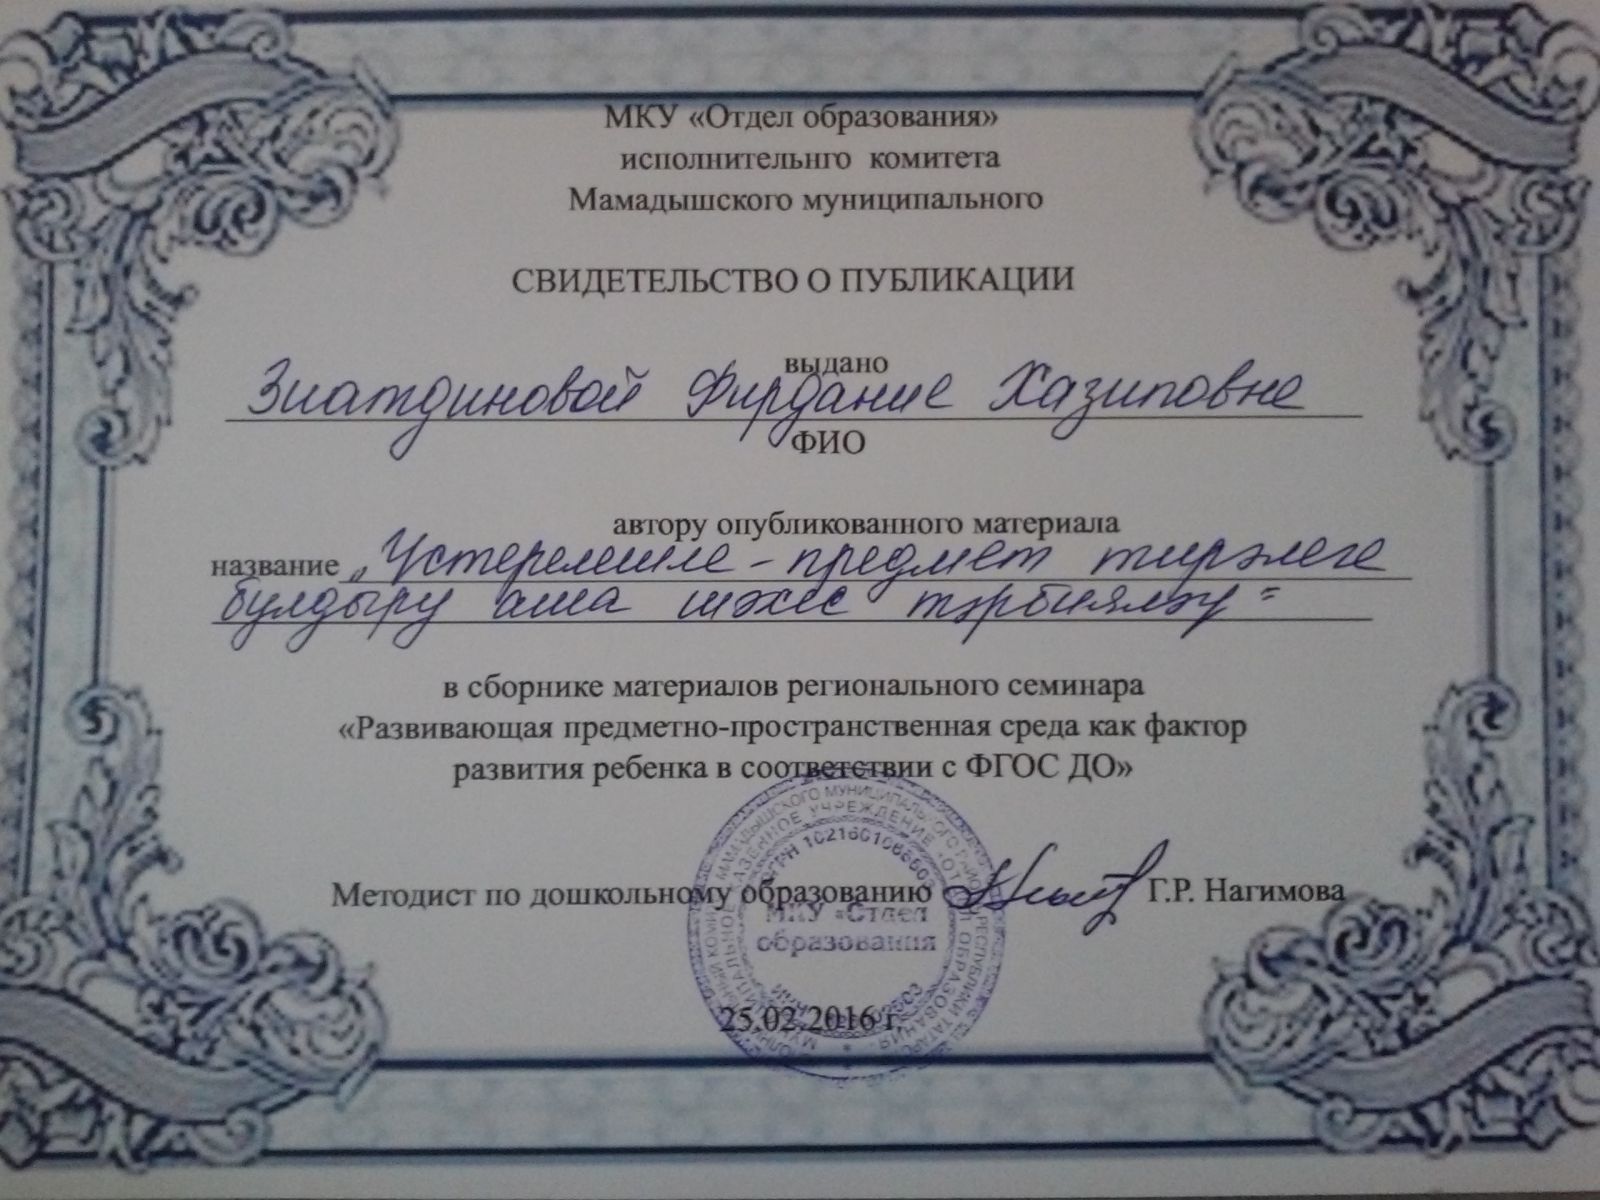 МКУ «Отдел образования»
исполнительнго комитета
Мамадышского муниципального
СВИДЕТЕЛЬСТВО О ПУБЛИКАЦИИ
выдано
Зиатдиновой Фирдание Хазиповне
ФИО
автору опубликованного материала
название „Үстерелешле - предмет тирэлеге
булдыру аша шэхес тэрбиялэу"
в сборнике материалов регионального семинара
«Развивающая предметно-пространственная среда как фактор
развития ребенка в соответствии с ФГОС ДО»
Методист по дошкольному образованию Г.Р. Нагимова
МКУ «Отдел
образования
25.02.2016 г.